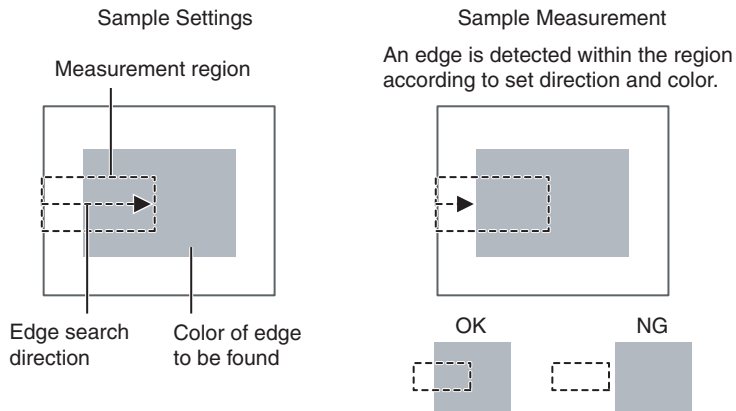 Sample Settings
Measurement region
Edge search
direction
Color of edge
to be found
Sample Measurement
An edge is detected within the region
according to set direction and color.
OK
NG